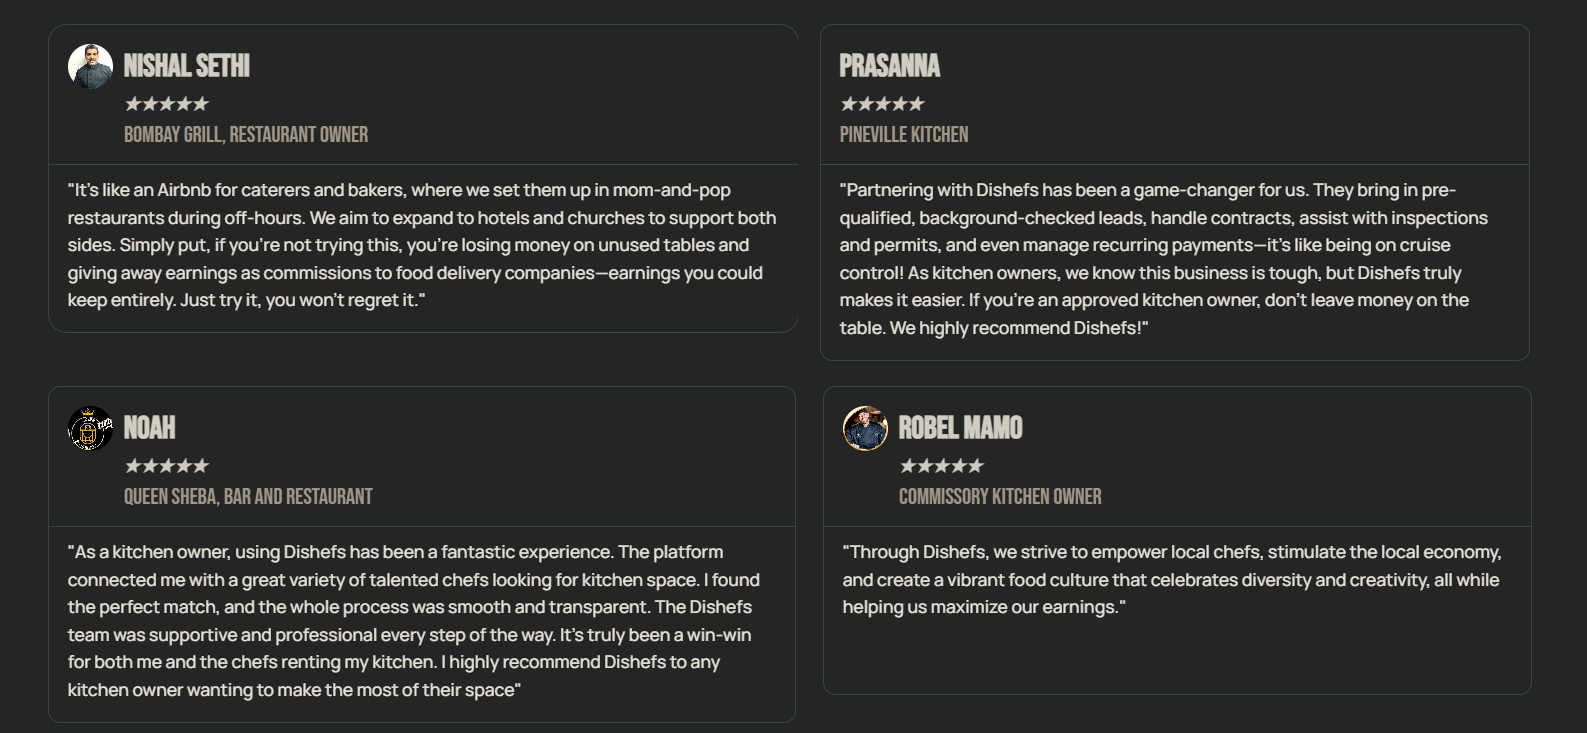 NISHAL SETHI
★★★★★
BOMBAY GRILL, RESTAURANT OWNER
"It's like an Airbnb for caterers and bakers, where we set them up in mom-and-pop
restaurants during off-hours. We aim to expand to hotels and churches to support both
sides. Simply put, if you're not trying this, you're losing money on unused tables and
giving away earnings as commissions to food delivery companies—earnings you could
keep entirely. Just try it, you won't regret it."
PRASANNA
★★★★★
PINEVILLE KITCHEN
"Partnering with Dishefs has been a game-changer for us. They bring in pre-
qualified, background-checked leads, handle contracts, assist with inspections
and permits, and even manage recurring payments—it's like being on cruise
control! As kitchen owners, we know this business is tough, but Dishefs truly
makes it easier. If you're an approved kitchen owner, don't leave money on the
table. We highly recommend Dishefs!"
NOAH
★★★★★
QUEEN SHEBA, BAR AND RESTAURANT
"As a kitchen owner, using Dishefs has been a fantastic experience. The platform
connected me with a great variety of talented chefs looking for kitchen space. I found
the perfect match, and the whole process was smooth and transparent. The Dishefs
team was supportive and professional every step of the way. It's truly been a win-win
for both me and the chefs renting my kitchen. I highly recommend Dishefs to any
kitchen owner wanting to make the most of their space"
ROBEL MAMO
★★★★★
COMMISSORY KITCHEN OWNER
"Through Dishefs, we strive to empower local chefs, stimulate the local economy,
and create a vibrant food culture that celebrates diversity and creativity, all while
helping us maximize our earnings."